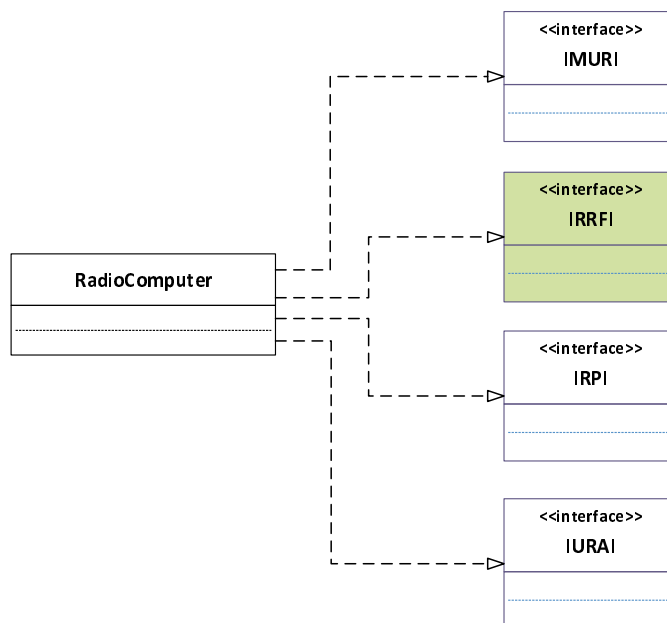 <<interface>>
IMURI
<<interface>>
IRRFI
RadioComputer
<<interface>>
IRPI
<<interface>>
IURAI